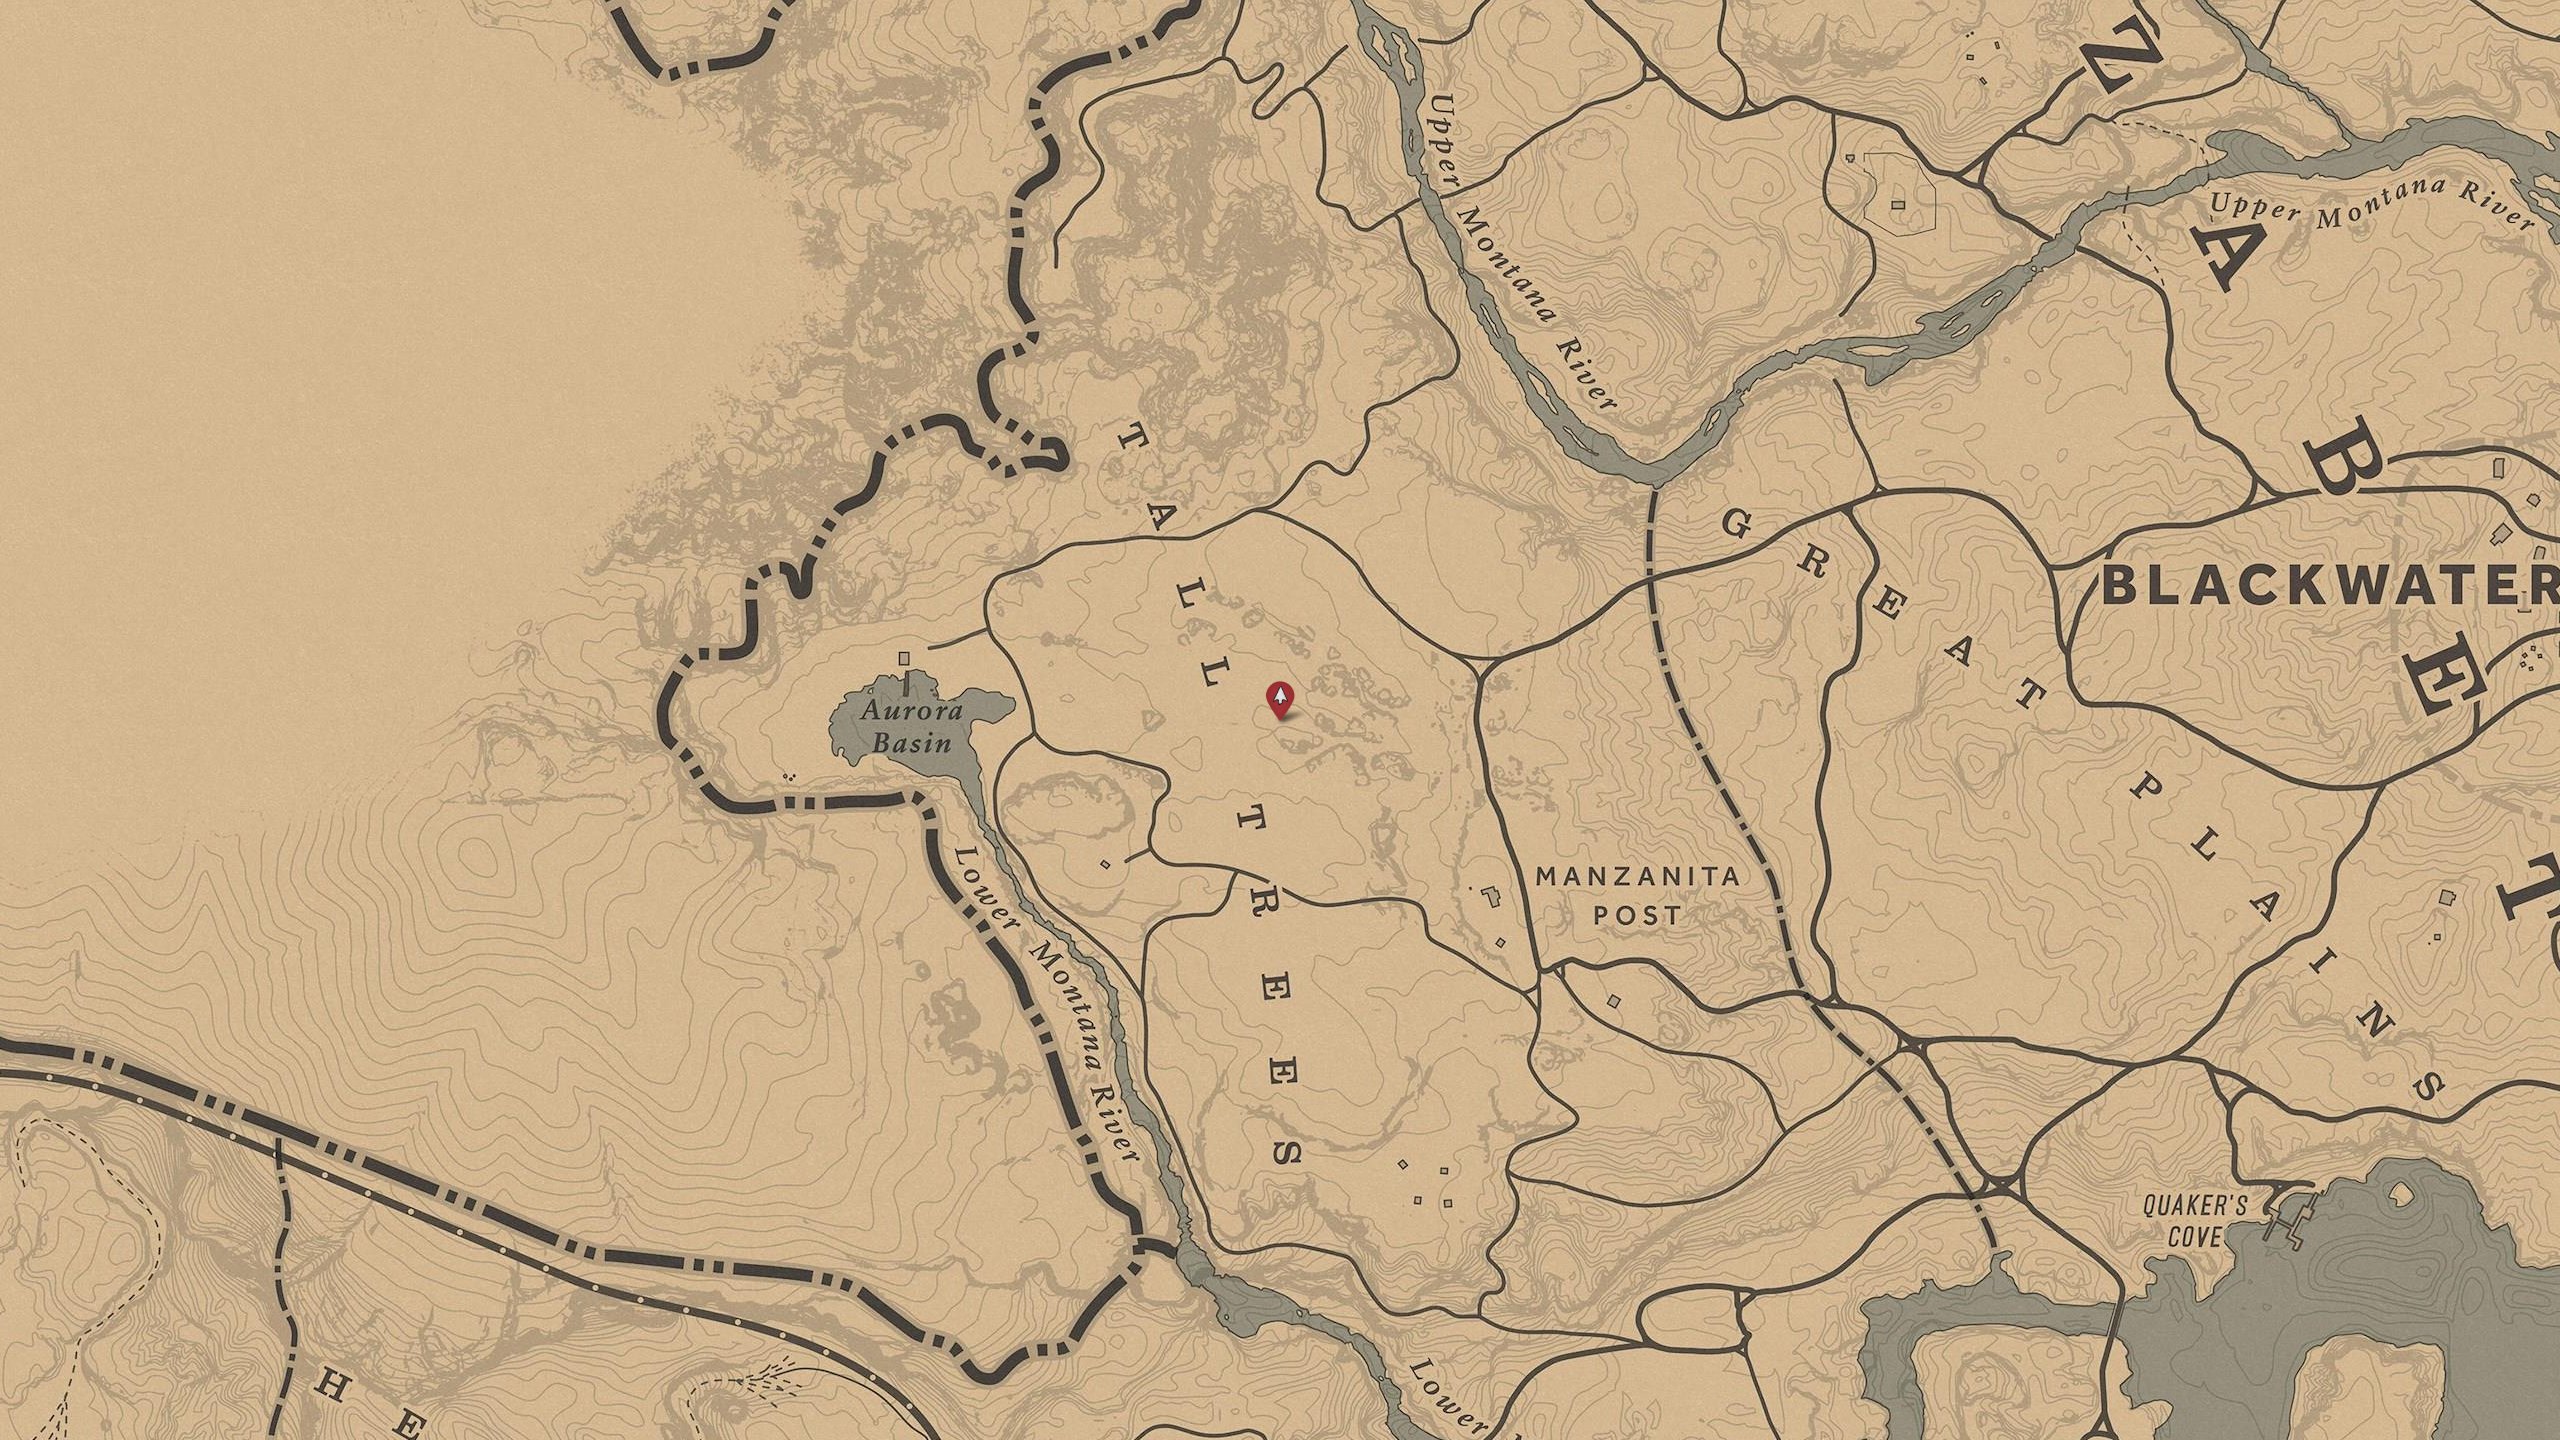 Upper Montana River
Upper Montana River
Z
A
B
E
T
TALL TREES
GREAT PLAINS
BLACKWATER
Aurora
Basin
Lower Montana River
MANZANITA
POST
QUAKER'S
COVE
Lower
H E